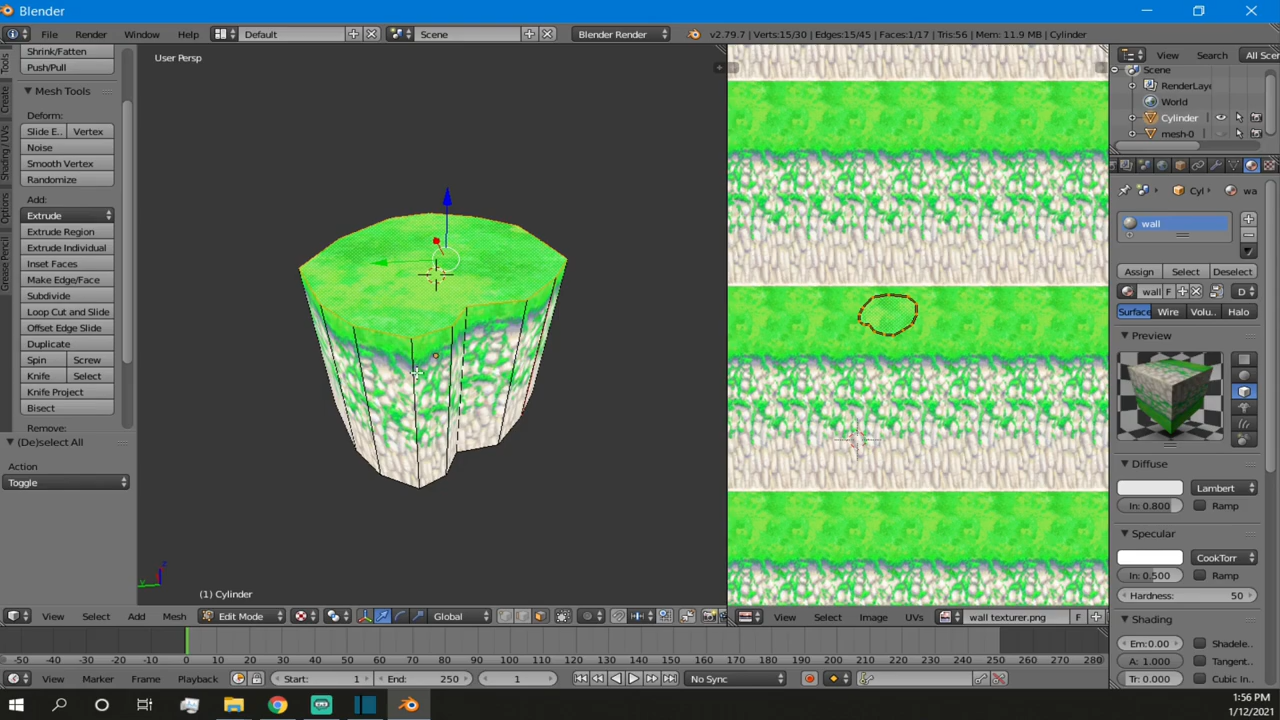 Blender
File Render Window Help Default Scene Blender Render v2.79.7 | Verts:15/30 | Edges:15/45 | Faces:1/17 | Tris:56 | Mem:11.9 MB | Cylinder
Shrink/Fatten
Push/Pull
Mesh Tools
Deform:
Slide E.. Vertex
Noise
Smooth Vertex
Randomize
Add:
Extrude
Extrude Region
Extrude Individual
Inset Faces
Make Edge/Face
Subdivide
Loop Cut and Slide
Offset Edge Slide
Duplicate
Spin Screw
Knife Select
Knife Project
Bisect
Remove:
(De)select All
Action
Toggle
Tools
Create
Shading / UVs
Options
Grease Pencil
User Persp
(1) Cylinder
View Select Add Mesh Edit Mode Global
View Select Image UVs wall texturer.png F
View Search All Scer
Scene
RenderLaye
World
Cylinder
mesh-0
Cyl wa
wall
Assign Select Deselect
wall F D
Surface Wire Volu.. Halo
Preview
Diffuse
Lambert
In: 0.800 Ramp
Specular
CookTorr
In: 0.500 Ramp
Hardness: 50
Shading
Em:0.00 Shadele..
A: 1.000 Tangent..
Tr: 0.000 Cubic In..
-50 -40 -30 -20 -10 0 10 20 30 40 50 60 70 80 90 100 110 120 130 140 150 160 170 180 190 200 210 220 230 240 250 260 270 280
View Marker Frame Playback Start: 1 End: 250 1 No Sync
1:56 PM
1/12/2021